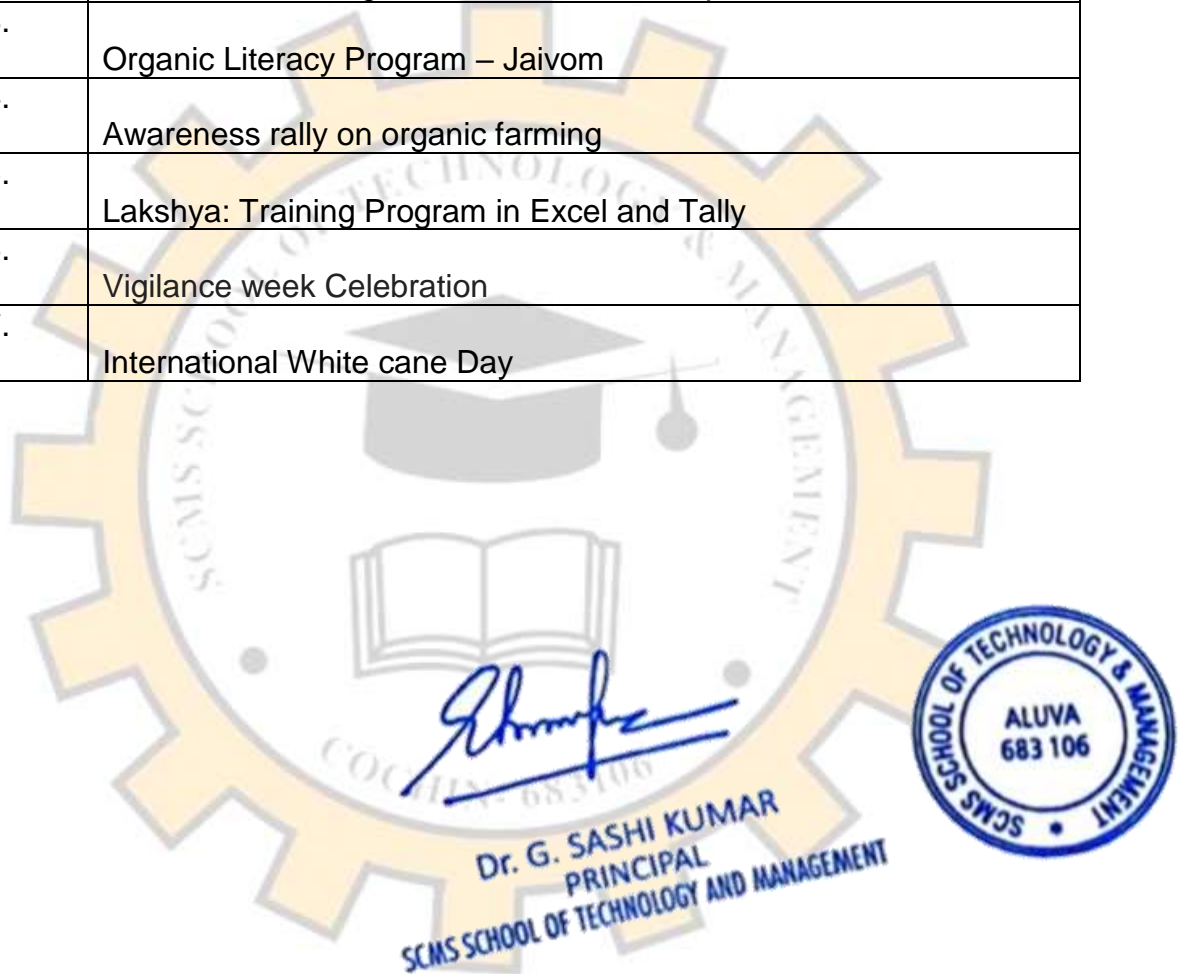 Organic Literacy Program – Jaivom
Awareness rally on organic farming
Lakshya: Training Program in Excel and Tally
Vigilance week Celebration
International White cane Day
SCMS SCHOOL OF TECHNOLOGY & MANAGEMENT
COCHIN- 683106
Dr. G. SASHI KUMAR
PRINCIPAL
SCMS SCHOOL OF TECHNOLOGY AND MANAGEMENT
SCMS SCHOOL OF TECHNOLOGY & MANAGEMENT
ALUVA
683 106